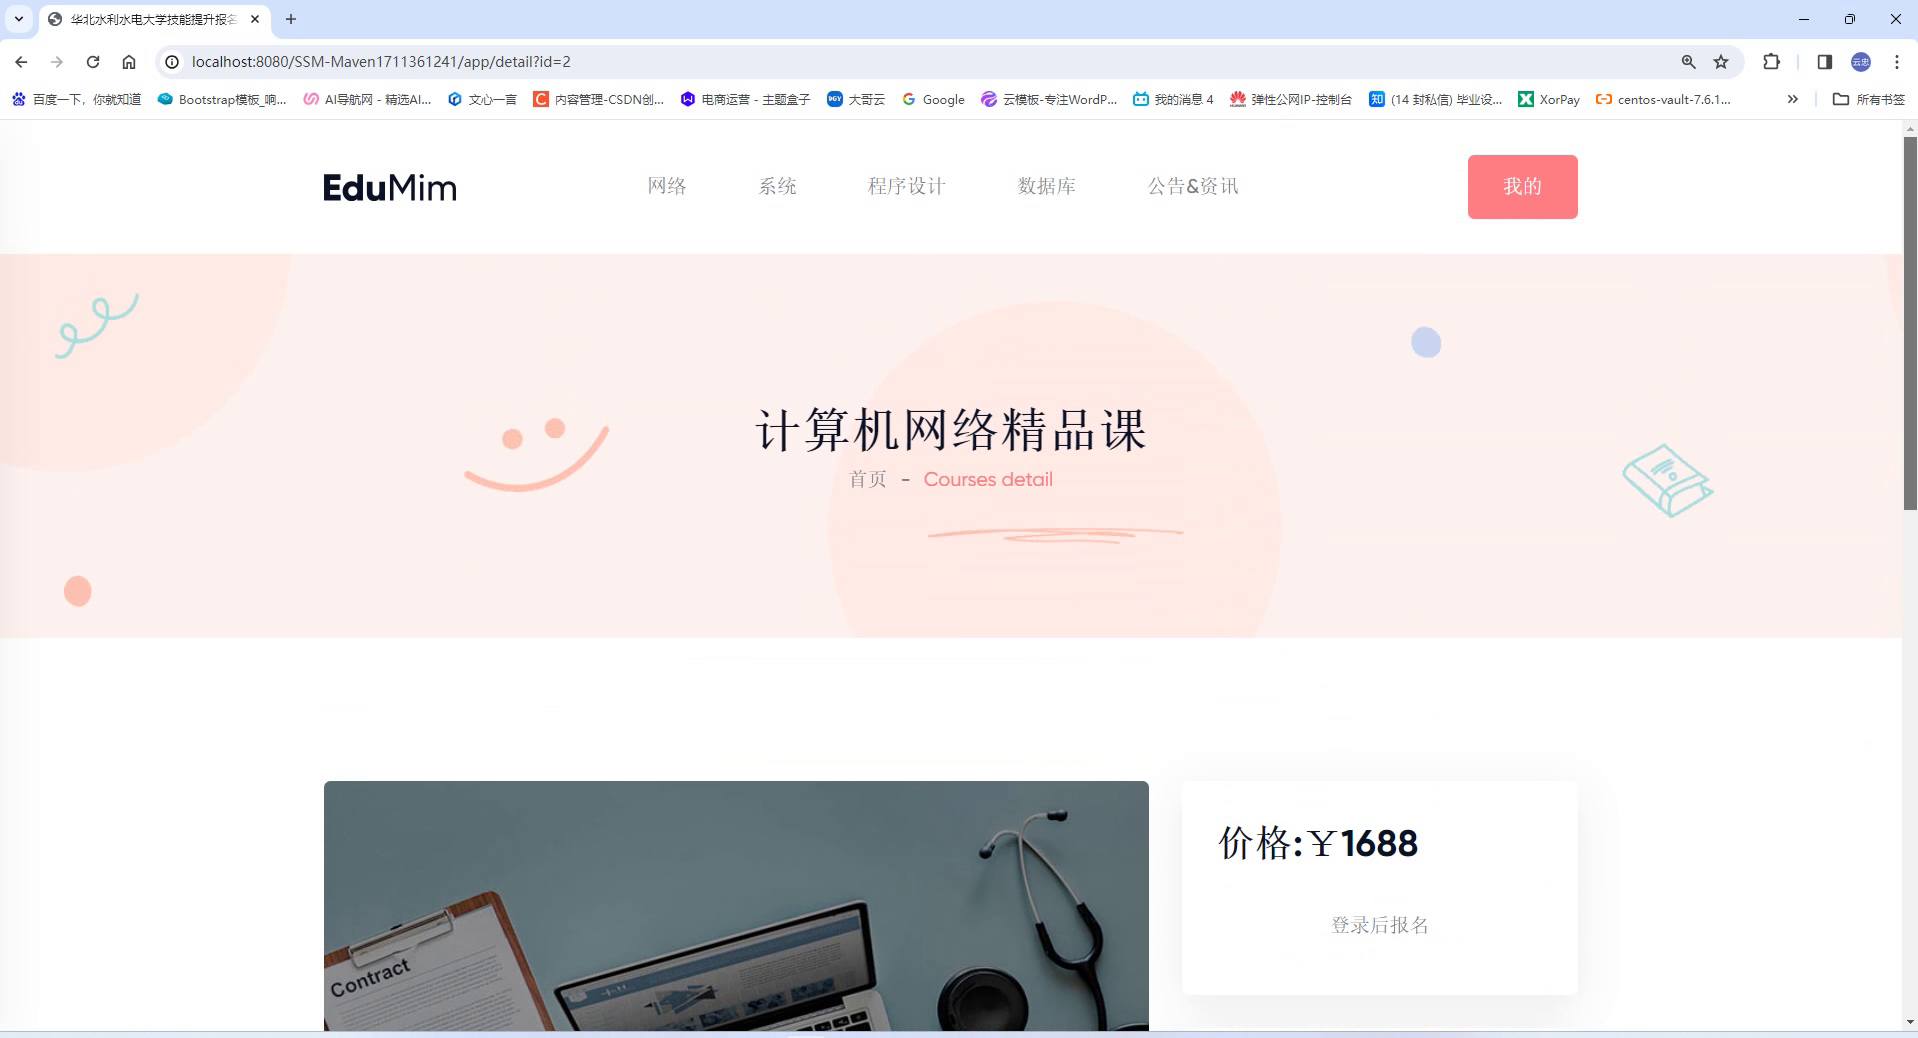 华北水利水电大学技能提升报名
localhost:8080/SSM-Maven1711361241/app/detail?id=2
云忠
百度一下，你就知道
Bootstrap模板_响...
AI导航网 - 精选AI...
文心一言
内容管理-CSDN创...
电商运营 - 主题盒子
大哥云
Google
云模板-专注WordP...
我的消息 4
弹性公网IP-控制台
知 (14 封私信) 毕业设...
XorPay
centos-vault-7.6.1...
所有书签
EduMim
网络
系统
程序设计
数据库
公告&资讯
我的
计算机网络精品课
首页 - Courses detail
价格:￥1688
登录后报名
Contract